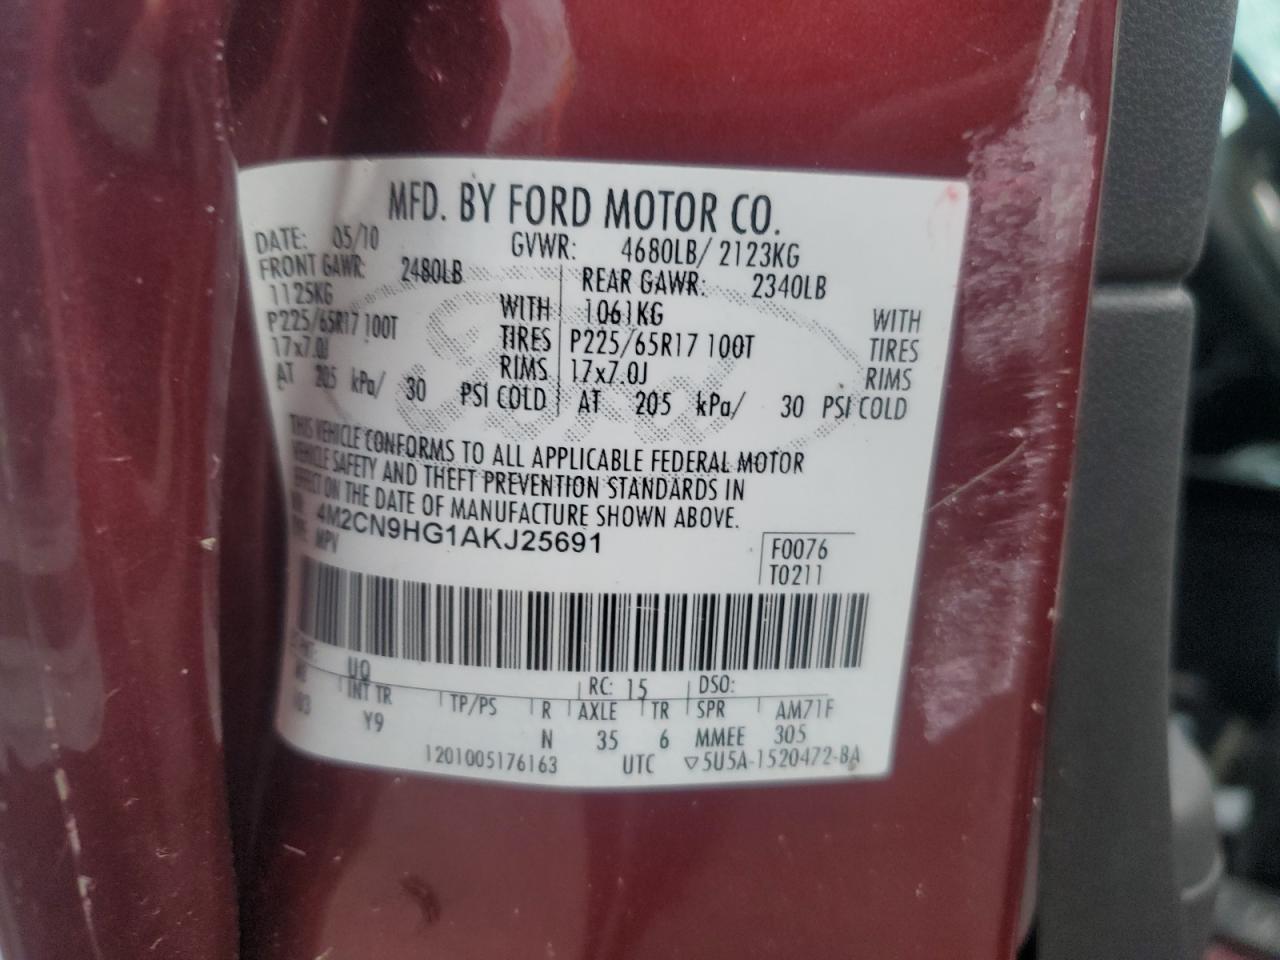 MFD. BY FORD MOTOR CO.
DATE: 05/10 GVWR: 4680LB/ 2123KG
FRONT GAWR: 2480LB REAR GAWR: 2340LB
1125KG WITH 1061KG WITH
P225/65R17 100T TIRES P225/65R17 100T TIRES
17x7.0J RIMS 17x7.0J RIMS
AT 205 kPa/ 30 PSI COLD AT 205 kPa/ 30 PSI COLD
THIS VEHICLE CONFORMS TO ALL APPLICABLE FEDERAL MOTOR
VEHICLE SAFETY AND THEFT PREVENTION STANDARDS IN
EFFECT ON THE DATE OF MANUFACTURE SHOWN ABOVE.
4M2CN9HG1AKJ25691
MPV
F0076
T0211
UQ RC: 15 DSO:
INT TR TP/PS R AXLE TR SPR AM71F
Y9 N 35 6 MMEE 305
1201005176163 UTC ▽5U5A-1520472-BA